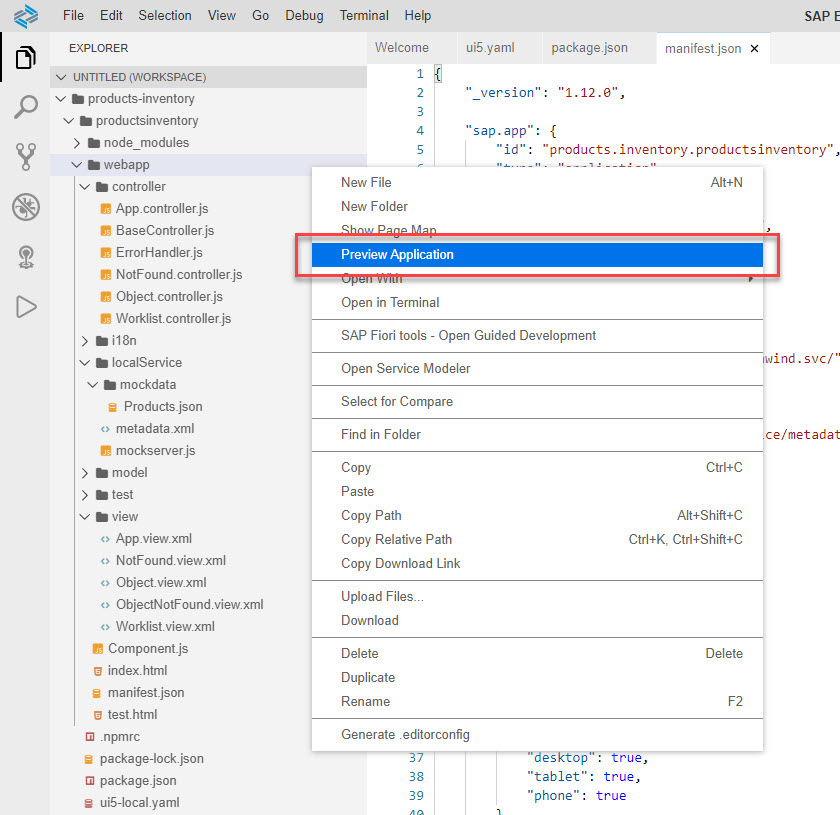 File Edit Selection View Go Debug Terminal Help SAP
EXPLORER
UNTITLED (WORKSPACE)
products-inventory
productsinventory
node_modules
webapp
controller
App.controller.js
BaseController.js
ErrorHandler.js
NotFound.controller.js
Object.controller.js
Worklist.controller.js
i18n
localService
mockdata
Products.json
metadata.xml
mockserver.js
model
test
view
App.view.xml
NotFound.view.xml
Object.view.xml
ObjectNotFound.view.xml
Worklist.view.xml
Component.js
index.html
manifest.json
test.html
.npmrc
package-lock.json
package.json
ui5-local.yaml
Welcome ui5.yaml package.json manifest.json ×
1 {
2 "_version": "1.12.0",
3
4 "sap.app": {
5 "id": "products.inventory.productsinventory",
6 "type": "application",
New File Alt+N
New Folder
Show Page Map
Preview Application
Open With
Open in Terminal
SAP Fiori tools - Open Guided Development
Open Service Modeler
Select for Compare
Find in Folder
Copy Ctrl+C
Paste
Copy Path Alt+Shift+C
Copy Relative Path Ctrl+K, Ctrl+Shift+C
Copy Download Link
Upload Files...
Download
Delete Delete
Duplicate
Rename F2
Generate .editorconfig
wind.svc/"
ce/metadat
37 "desktop": true,
38 "tablet": true,
39 "phone": true
40 }